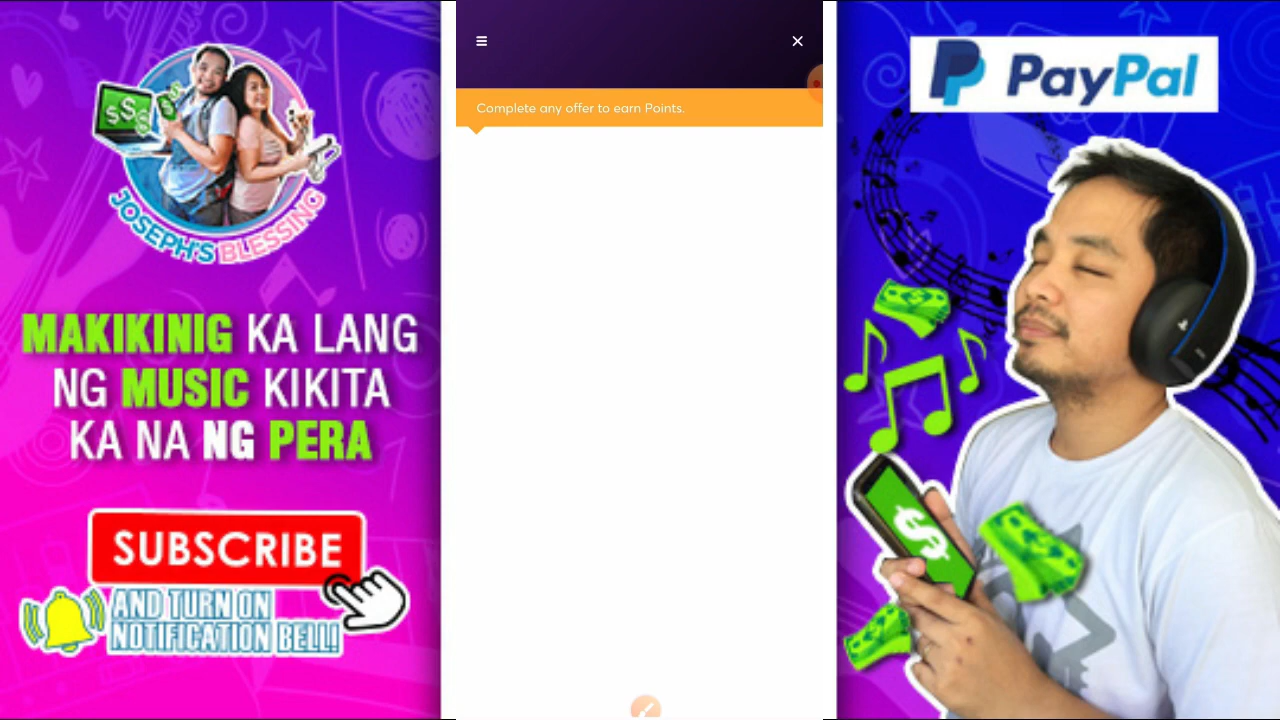 JOSEPH'S BLESSING
MAKIKINIG KA LANG
NG MUSIC KIKITA
KA NA NG PERA
SUBSCRIBE
AND TURN ON
NOTIFICATION BELL!
Complete any offer to earn Points.
PayPal